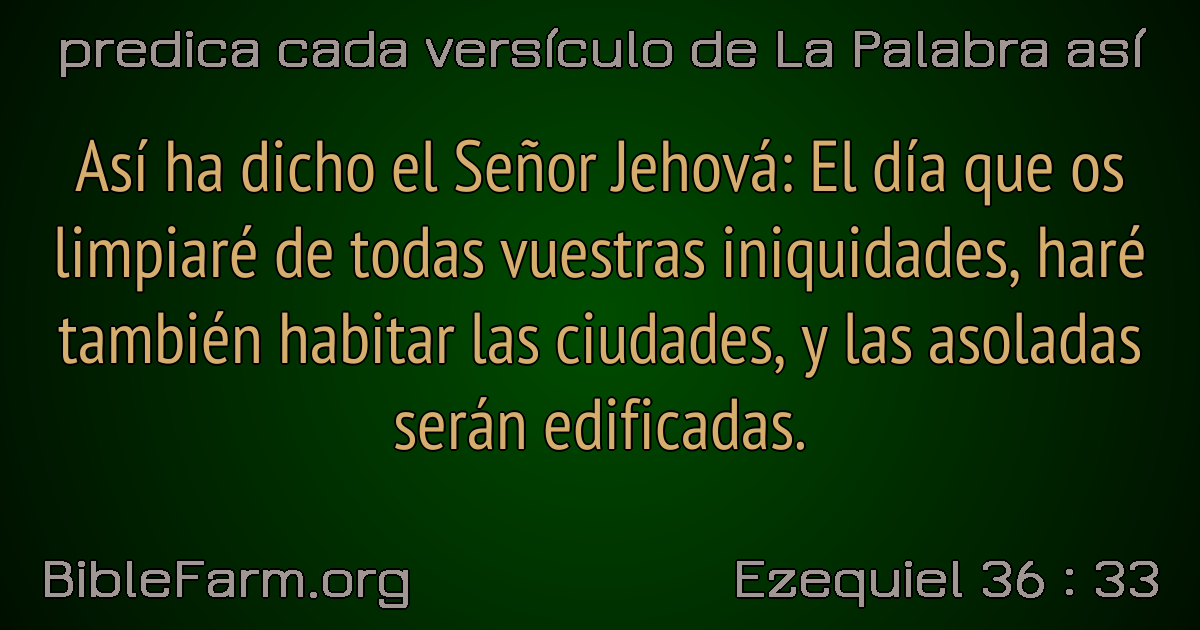 predica cada versículo de La Palabra así
Así ha dicho el Señor Jehová: El día que os
limpiaré de todas vuestras iniquidades, haré
también habitar las ciudades, y las asoladas
serán edificadas.
BibleFarm.org
Ezequiel 36 : 33